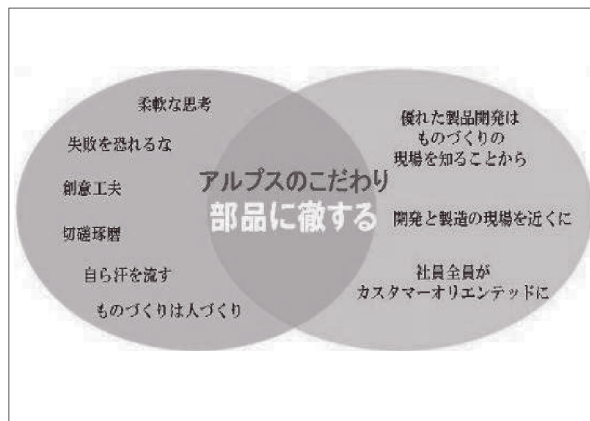 柔軟な思考
失敗を恐れるな
創意工夫
切磋琢磨
自ら汗を流す
ものづくりは人づくり
アルプスのこだわり
部品に徹する
優れた製品開発は
ものづくりの
現場を知ることから
開発と製造の現場を近くに
社員全員が
カスタマーオリエンテッドに